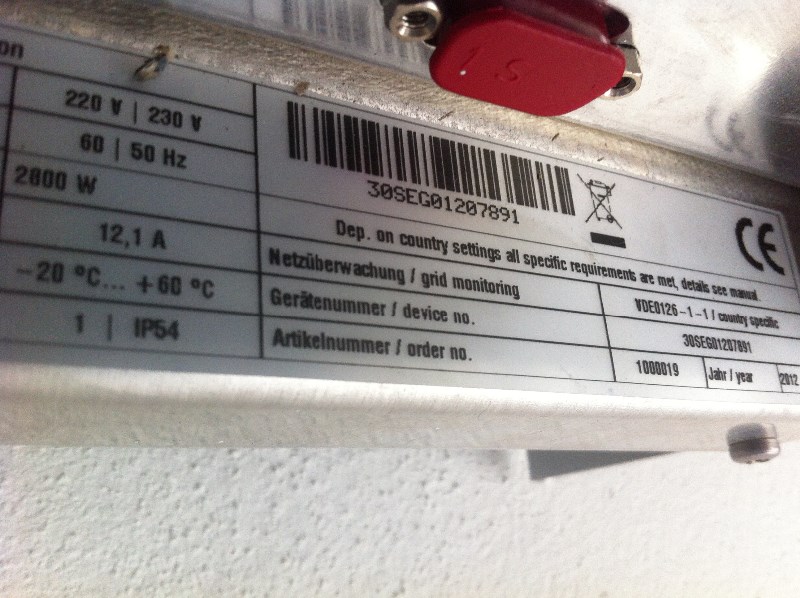 on
220 V | 230 V
60 | 50 Hz
2800 W
12,1 A
-20 °C... +60 °C
1 | IP54
1 S
30SEG01207891
CE
Dep. on country settings all specific requirements are met, details see manual.
Netzüberwachung / grid monitoring
VDE0126-1-1 / country specific
Gerätenummer / device no.
30SEG01207891
Artikelnummer / order no.
1000019
Jahr / year
2012